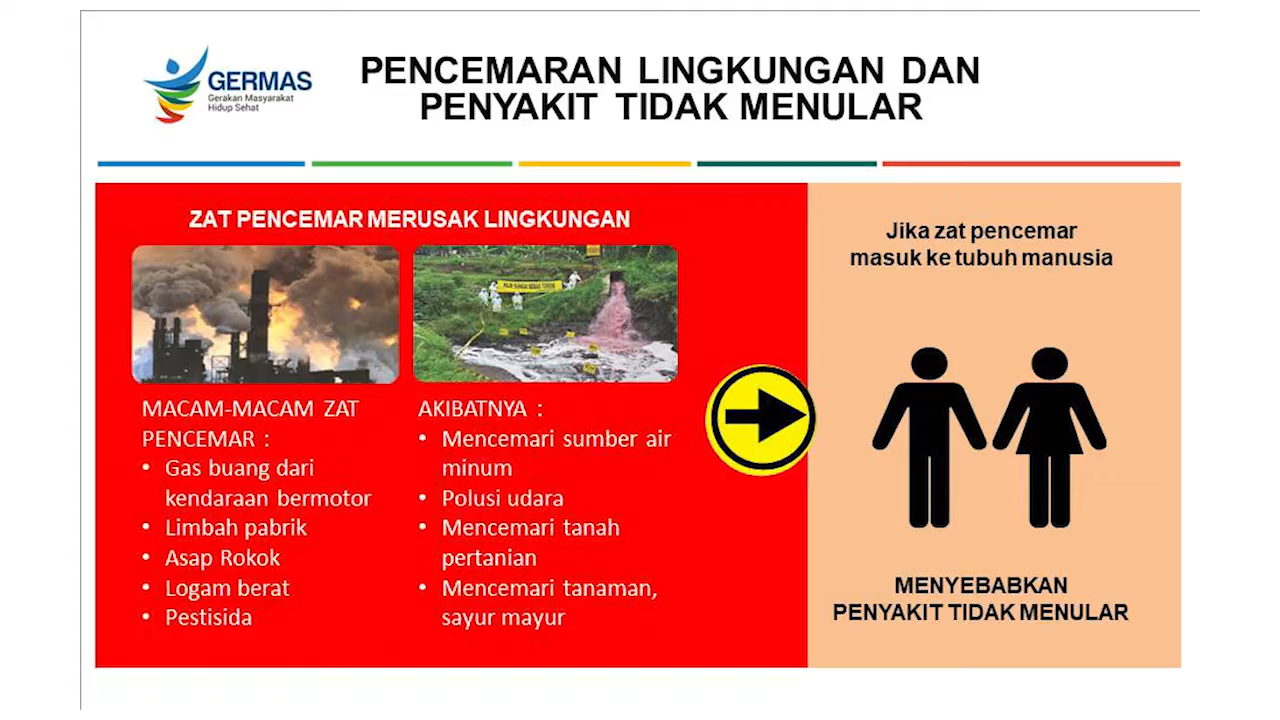 GERMAS
Gerakan Masyarakat
Hidup Sehat
PENCEMARAN LINGKUNGAN DAN
PENYAKIT TIDAK MENULAR
ZAT PENCEMAR MERUSAK LINGKUNGAN
MACAM-MACAM ZAT
PENCEMAR :
• Gas buang dari
kendaraan bermotor
• Limbah pabrik
• Asap Rokok
• Logam berat
• Pestisida
AKIBATNYA :
• Mencemari sumber air
minum
• Polusi udara
• Mencemari tanah
pertanian
• Mencemari tanaman,
sayur mayur
Jika zat pencemar
masuk ke tubuh manusia
MENYEBABKAN
PENYAKIT TIDAK MENULAR